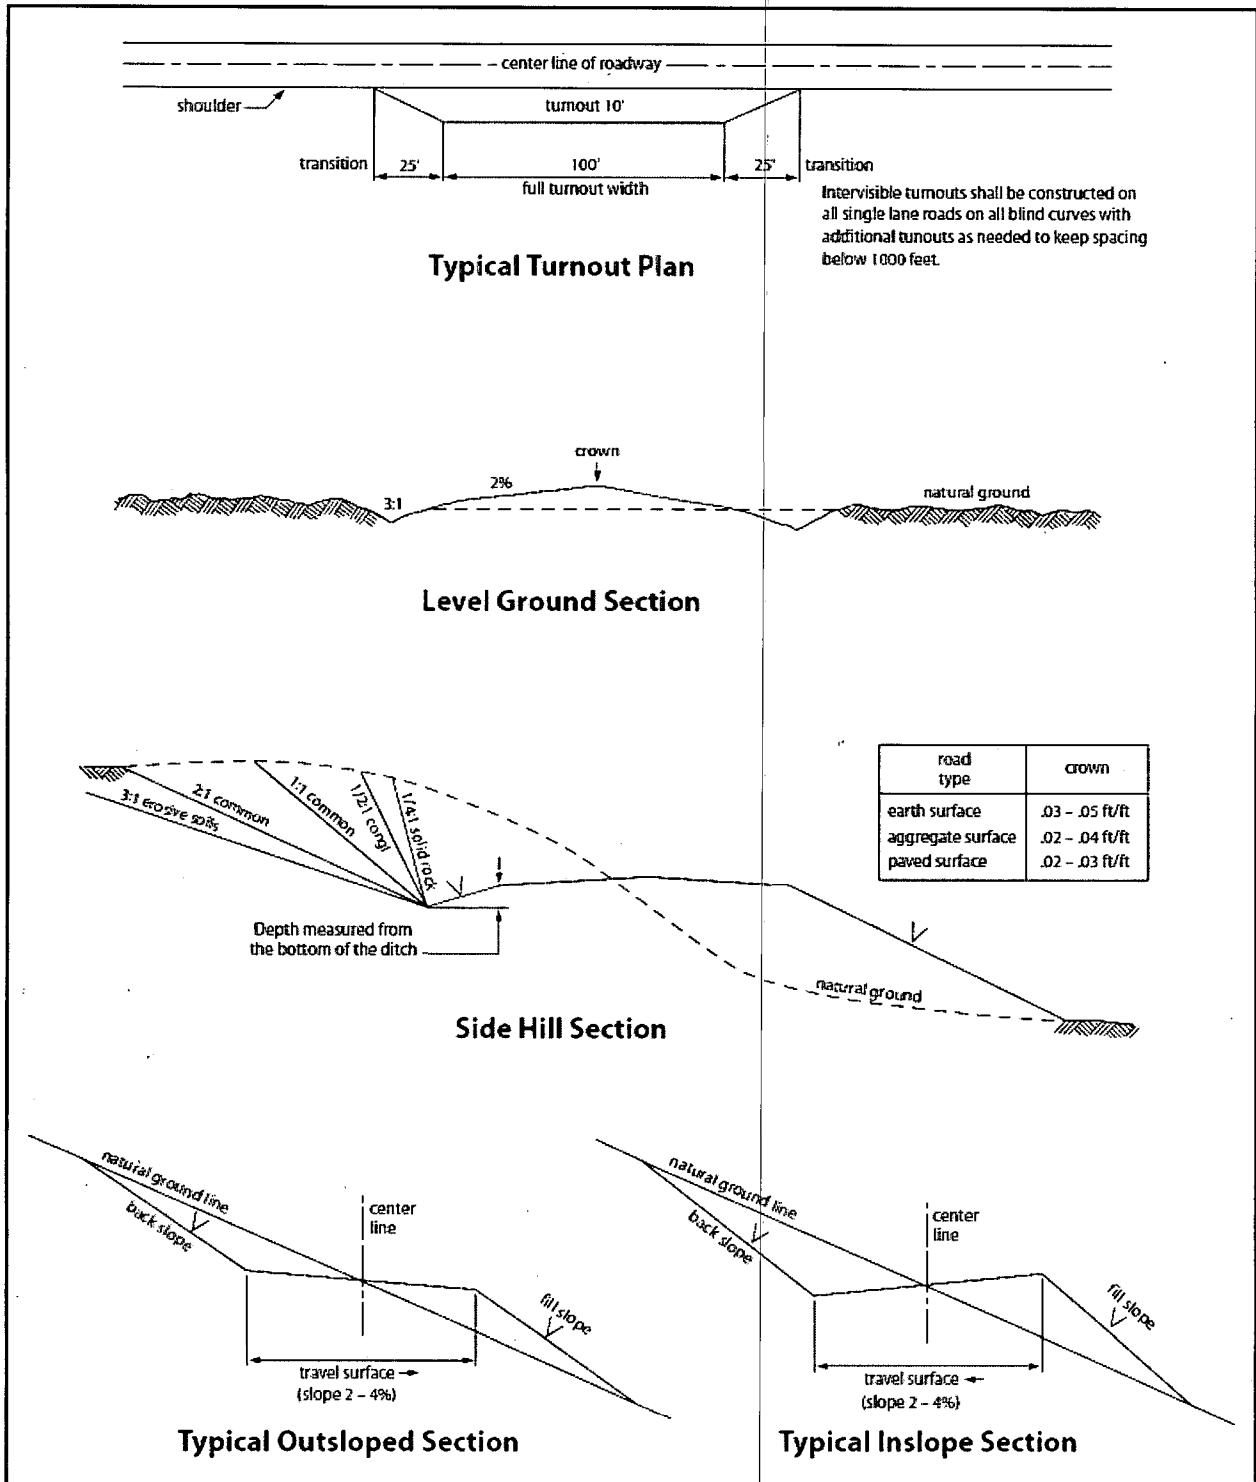 center line of roadway
shoulder
turnout 10'
transition
25'
100'
25'
transition
full turnout width
Intervisible turnouts shall be constructed on
all single lane roads on all blind curves with
additional tunouts as needed to keep spacing
below 1000 feet.
Typical Turnout Plan
crown
2%
3:1
natural ground
Level Ground Section
road
type
crown
earth surface
.03 – .05 ft/ft
aggregate surface
.02 – .04 ft/ft
paved surface
.02 – .03 ft/ft
3:1 erosive soils
2:1 common
1:1 common
1/2:1 congl
1/4:1 solid rock
Depth measured from
the bottom of the ditch
natural ground
Side Hill Section
natural ground line
back slope
center
line
fill slope
travel surface
(slope 2 – 4%)
Typical Outsloped Section
natural ground line
back slope
center
line
fill slope
travel surface
(slope 2 – 4%)
Typical Inslope Section